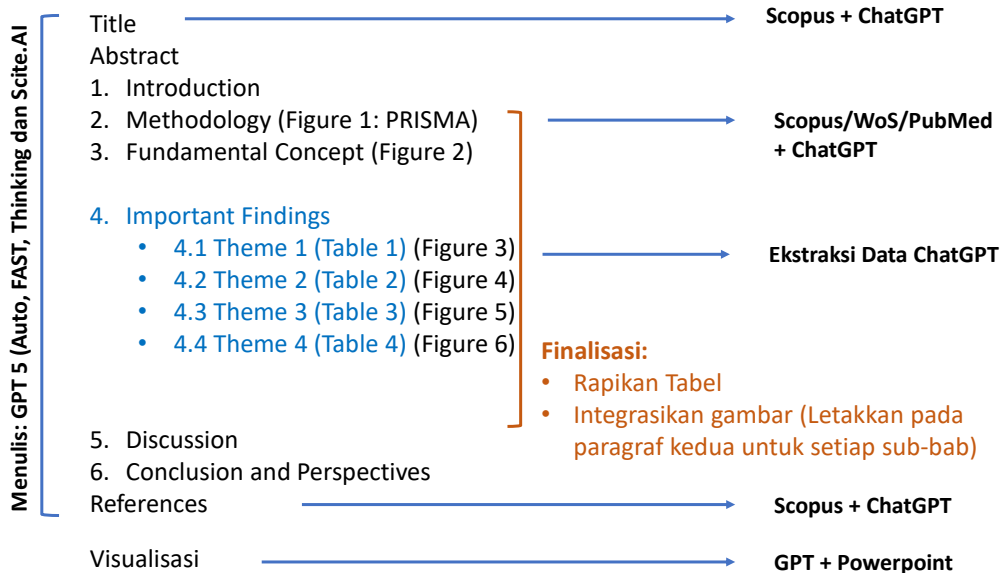 Menulis: GPT 5 (Auto, FAST, Thinking dan Scite.AI
Title
Scopus + ChatGPT
Abstract
1. Introduction
2. Methodology (Figure 1: PRISMA)
Scopus/WoS/PubMed
+ ChatGPT
3. Fundamental Concept (Figure 2)
4. Important Findings
• 4.1 Theme 1 (Table 1) (Figure 3)
Ekstraksi Data ChatGPT
• 4.2 Theme 2 (Table 2) (Figure 4)
• 4.3 Theme 3 (Table 3) (Figure 5)
• 4.4 Theme 4 (Table 4) (Figure 6)
Finalisasi:
• Rapikan Tabel
• Integrasikan gambar (Letakkan pada
paragraf kedua untuk setiap sub-bab)
5. Discussion
6. Conclusion and Perspectives
References
Scopus + ChatGPT
Visualisasi
GPT + Powerpoint